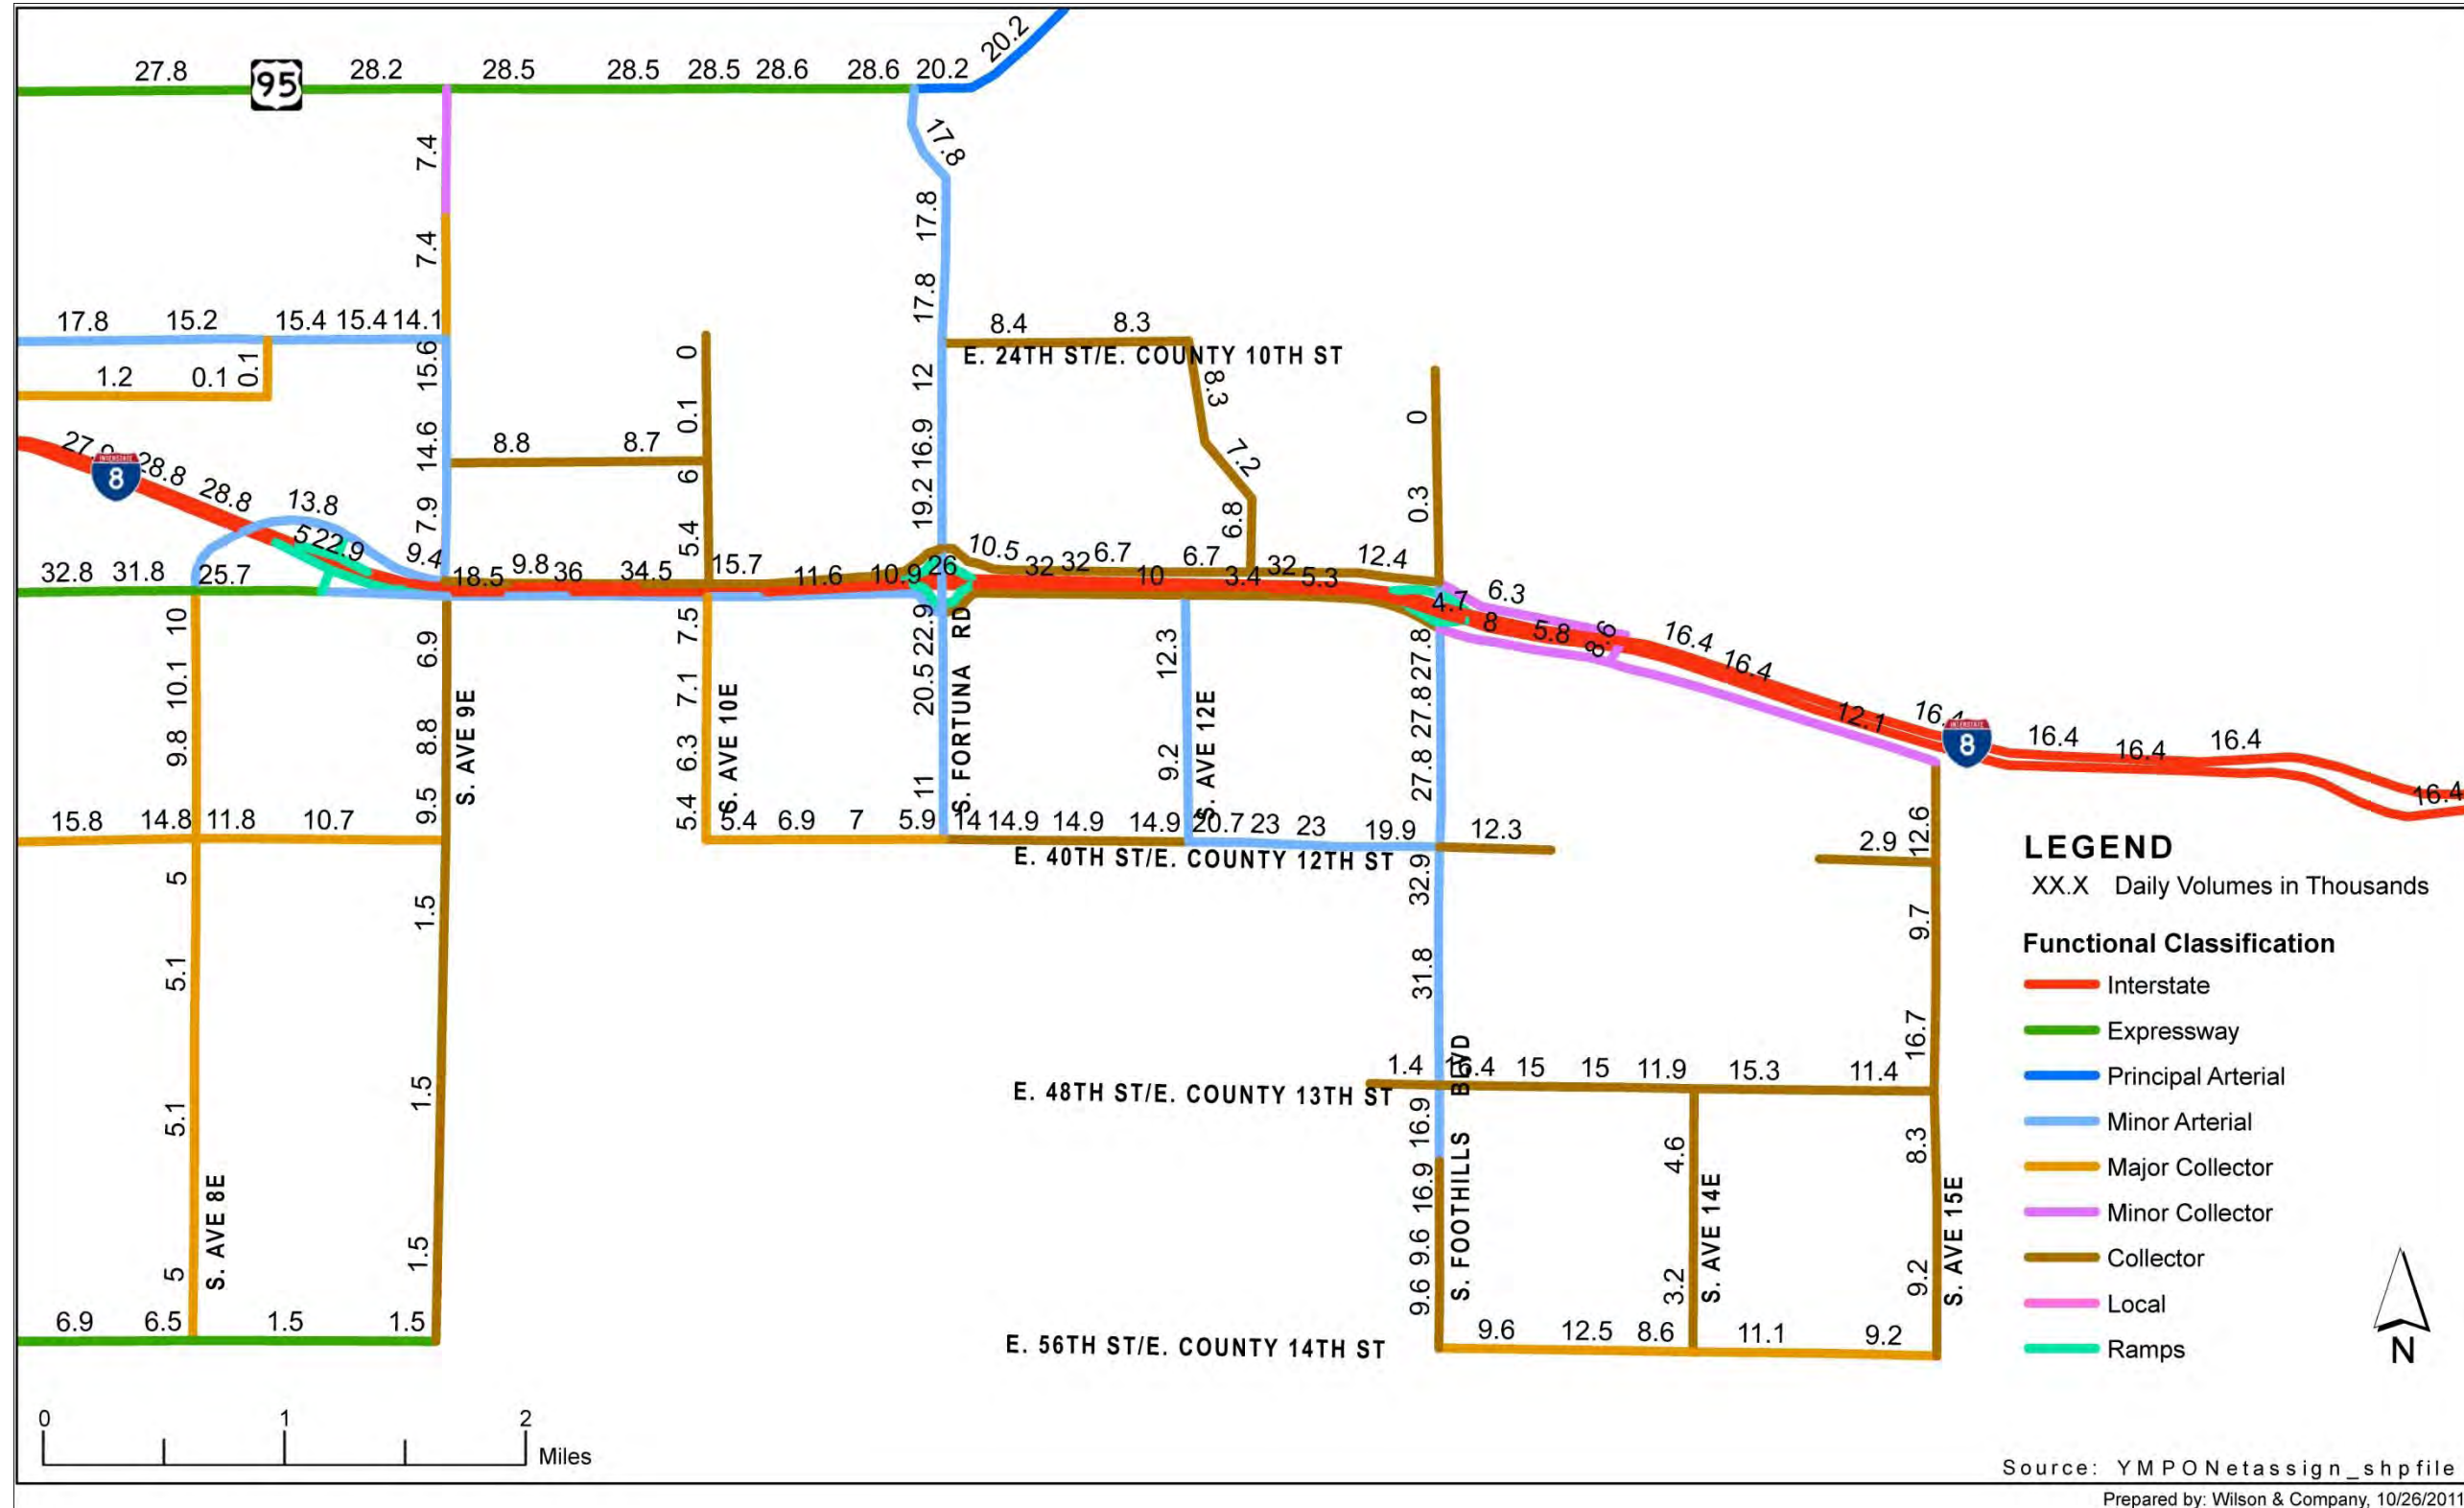 27.8 28.2 28.5 28.5 28.5 28.6 28.6 20.2 20.2
95
7.4
7.4
17.8
17.8
17.8
17.8 15.2 15.4 15.4 14.1
1.2 0.1 0.1
15.6
14.6
7.9
0
0.1
6
5.4
8.8 8.7
12
16.9
19.2
8.4 8.3
E. 24TH ST/E. COUNTY 10TH ST
8.3
7.2
6.8
0
0.3
8
28.8 28.8 13.8
22.9
9.4
32.8 31.8 25.7
18.5 9.8 36 34.5 15.7 11.6 10.9 26 10.5 32 32 6.7 10 6.7 3.4 32 5.3 12.4
4.7 6.3 8 5.8 8.6 16.4 16.4 12.1
8
16.4 16.4 16.4 16.4
10
10.1
9.8
6.9
8.8
9.5
S. AVE 9E
7.5
7.1
6.3
5.4
S. AVE 10E
22.9
20.5
11
S. FORTUNA RD
12.3
9.2
S. AVE 12E
27.8
27.8
27.8
15.8 14.8 11.8 10.7
5.4 6.9 7 5.9 14 14.9 14.9 14.9 20.7 23 23 19.9 12.3
E. 40TH ST/E. COUNTY 12TH ST
2.9
12.6
9.7
16.7
5
5.1
5.1
5
S. AVE 8E
1.5
1.5
1.5
32.9
31.8
1.4 15 15 11.9 15.3 11.4
E. 48TH ST/E. COUNTY 13TH ST
16.9
16.9
9.6
9.6
S. FOOTHILLS BLVD
4.6
3.2
S. AVE 14E
8.3
9.2
S. AVE 15E
6.9 6.5 1.5 1.5
9.6 12.5 8.6 11.1 9.2
E. 56TH ST/E. COUNTY 14TH ST
LEGEND
XX.X Daily Volumes in Thousands
Functional Classification
Interstate
Expressway
Principal Arterial
Minor Arterial
Major Collector
Minor Collector
Collector
Local
Ramps
N
0 1 2
Miles
Source: YMPONetassign_shpfile
Prepared by: Wilson & Company, 10/26/2011